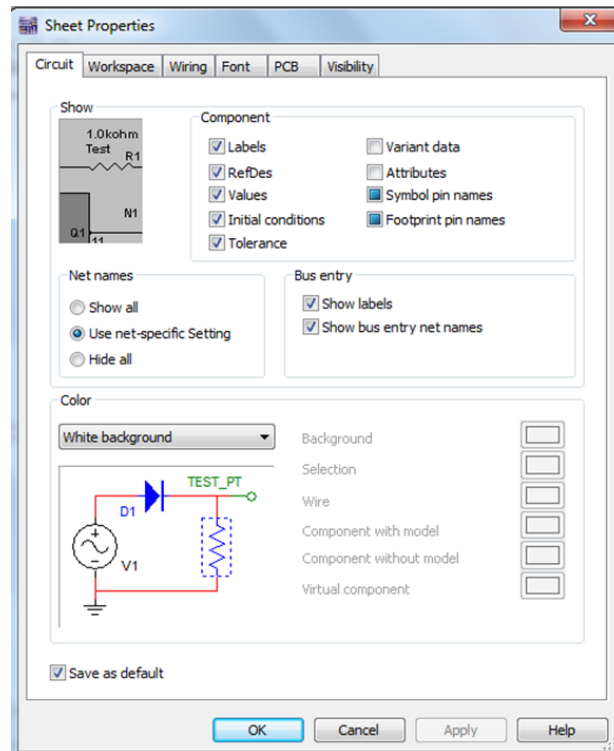 Sheet Properties
X
Circuit Workspace Wiring Font PCB Visibility
Show
1.0kohm
Test R1
N1
Q1 11
Component
Labels
RefDes
Values
Initial conditions
Tolerance
Variant data
Attributes
Symbol pin names
Footprint pin names
Net names
Show all
Use net-specific Setting
Hide all
Bus entry
Show labels
Show bus entry net names
Color
White background
TEST_PT
D1
V1
Background
Selection
Wire
Component with model
Component without model
Virtual component
Save as default
OK Cancel Apply Help